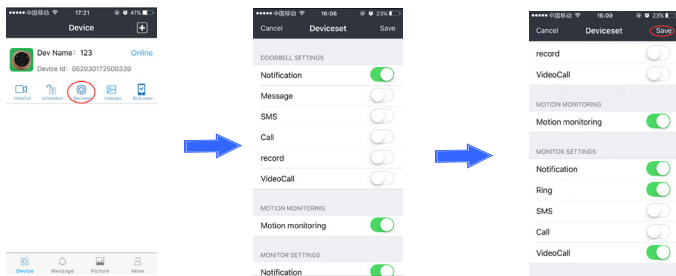 ●●●●● 中国移动 17:21 41%
Device +
Dev Name: 123 Online
Device Id: 052030172500339
VideoCall Unlockdoor Deviceset Videoset Bind users
Device Message Picture Mine
●●●●● 中国移动 16:08 23%
Cancel Deviceset Save
DOORBELL SETTINGS
Notification
Message
SMS
Call
record
VideoCall
MOTION MONITORING
Motion monitoring
MONITOR SETTINGS
Notification
●●●●● 中国移动 16:09 23%
Cancel Deviceset Save
record
VideoCall
MOTION MONITORING
Motion monitoring
MONITOR SETTINGS
Notification
Ring
SMS
Call
VideoCall